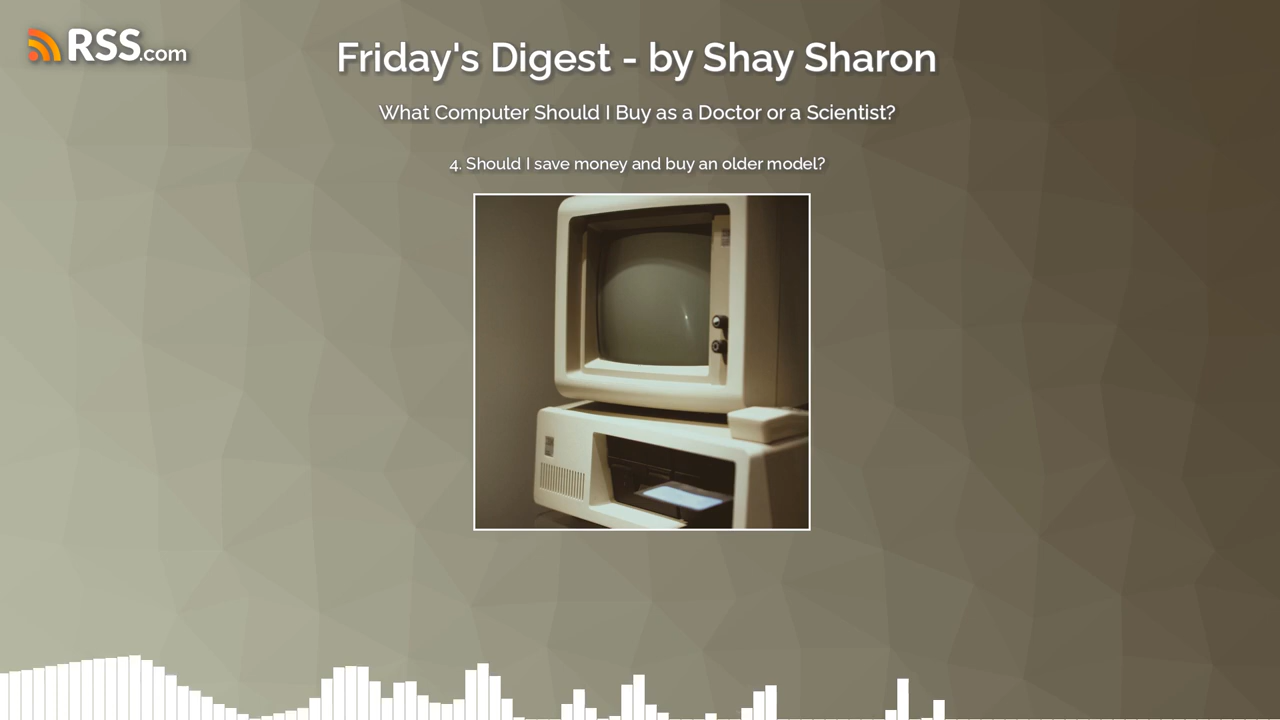 RSS.com
Friday's Digest - by Shay Sharon
What Computer Should I Buy as a Doctor or a Scientist?
4. Should I save money and buy an older model?